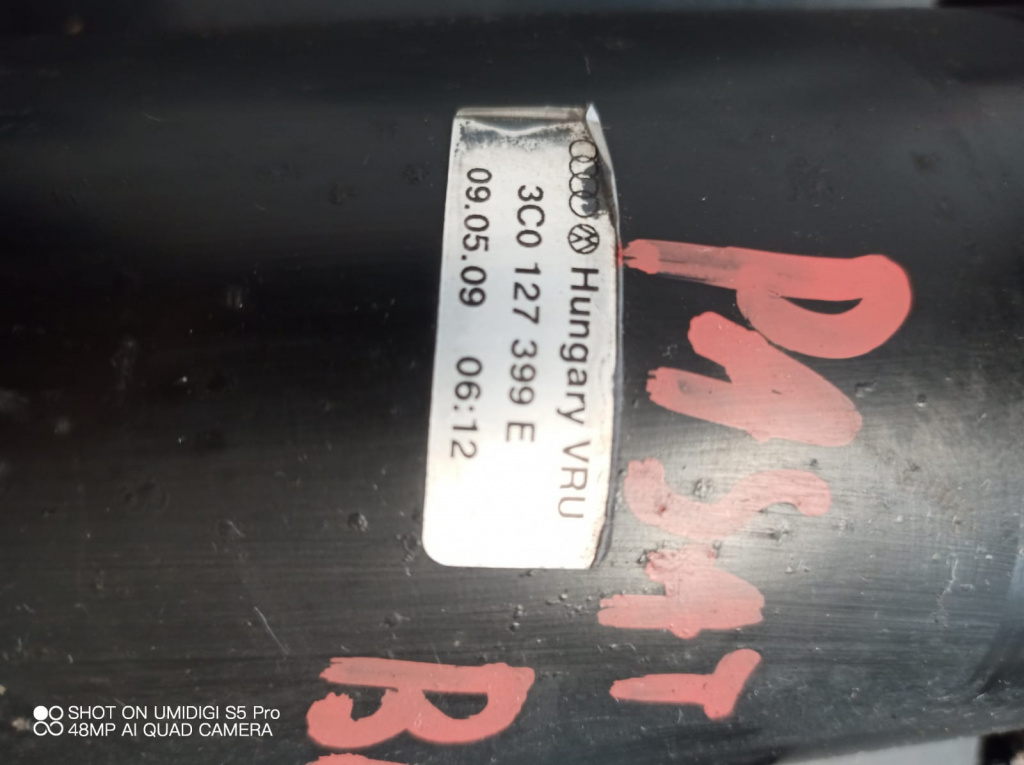 Hungary VRU
3C0 127 399 E
09.05.09 06:12
PASAT
SHOT ON UMIDIGI S5 Pro
48MP AI QUAD CAMERA